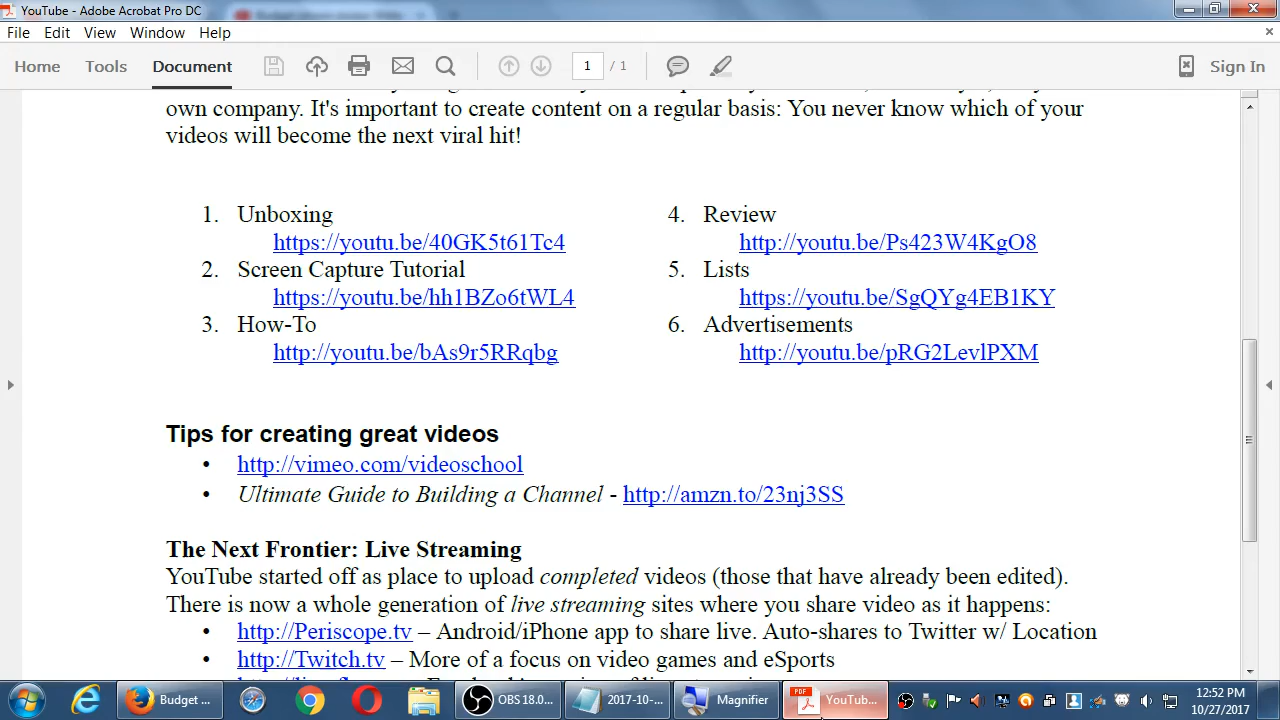 YouTube - Adobe Acrobat Pro DC
File Edit View Window Help
Home Tools Document 1 / 1 Sign In
own company. It's important to create content on a regular basis: You never know which of your
videos will become the next viral hit!
1. Unboxing
https://youtu.be/40GK5t61Tc4
2. Screen Capture Tutorial
https://youtu.be/hh1BZo6tWL4
3. How-To
http://youtu.be/bAs9r5RRqbg
4. Review
http://youtu.be/Ps423W4KgO8
5. Lists
https://youtu.be/SgQYg4EB1KY
6. Advertisements
http://youtu.be/pRG2LevlPXM
Tips for creating great videos
• http://vimeo.com/videoschool
• Ultimate Guide to Building a Channel - http://amzn.to/23nj3SS
The Next Frontier: Live Streaming
YouTube started off as place to upload completed videos (those that have already been edited).
There is now a whole generation of live streaming sites where you share video as it happens:
• http://Periscope.tv – Android/iPhone app to share live. Auto-shares to Twitter w/ Location
• http://Twitch.tv – More of a focus on video games and eSports
Budget ... OBS 18.0.... 2017-10-... Magnifier PDF YouTub... 12:52 PM
10/27/2017